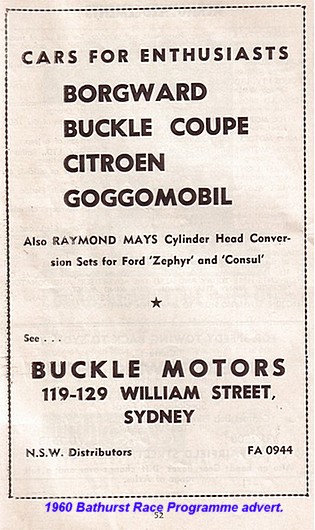 CARS FOR ENTHUSIASTS
BORGWARD
BUCKLE COUPE
CITROEN
GOGGOMOBIL
Also RAYMOND MAYS Cylinder Head Conver-
sion Sets for Ford 'Zephyr' and 'Consul'
See . . .
BUCKLE MOTORS
119-129 WILLIAM STREET,
SYDNEY
N.S.W. Distributors FA 0944
1960 Bathurst Race Programme advert.
52